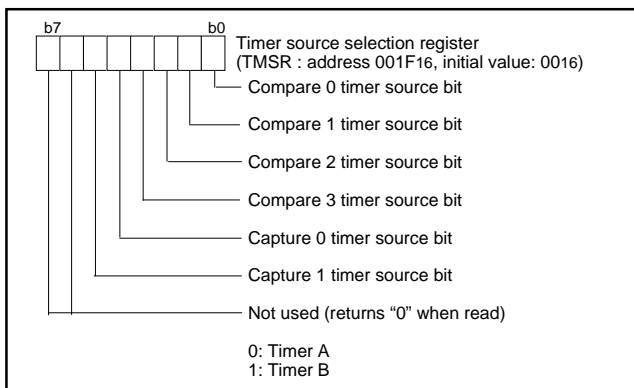 b7 b0
Timer source selection register
(TMSR : address 001F16, initial value: 0016)
Compare 0 timer source bit
Compare 1 timer source bit
Compare 2 timer source bit
Compare 3 timer source bit
Capture 0 timer source bit
Capture 1 timer source bit
Not used (returns “0” when read)
0: Timer A
1: Timer B